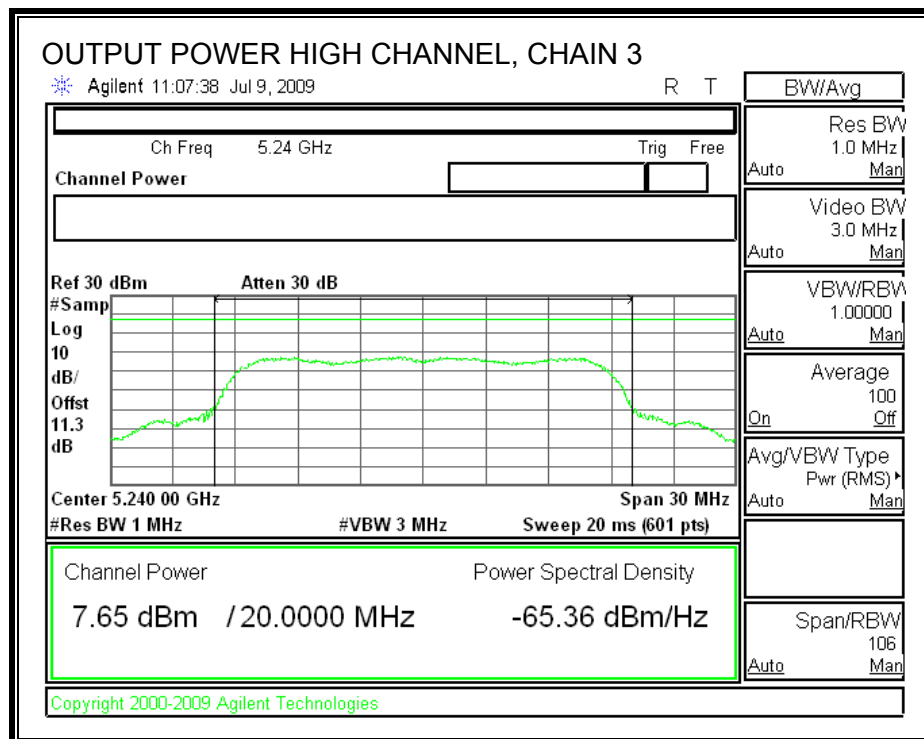 OUTPUT POWER HIGH CHANNEL, CHAIN 3
Agilent 11:07:38 Jul 9, 2009
R T
Ch Freq 5.24 GHz
Trig Free
Channel Power
Ref 30 dBm
Atten 30 dB
#Samp
Log
10
dB/
Offst
11.3
dB
Center 5.240 00 GHz
Span 30 MHz
#Res BW 1 MHz
#VBW 3 MHz
Sweep 20 ms (601 pts)
Channel Power
Power Spectral Density
7.65 dBm / 20.0000 MHz
-65.36 dBm/Hz
Copyright 2000-2009 Agilent Technologies
BW/Avg
Res BW
1.0 MHz
Auto Man
Video BW
3.0 MHz
Auto Man
VBW/RBW
1.00000
Auto Man
Average
100
On Off
Avg/VBW Type
Pwr (RMS)
Auto Man
Span/RBW
106
Auto Man